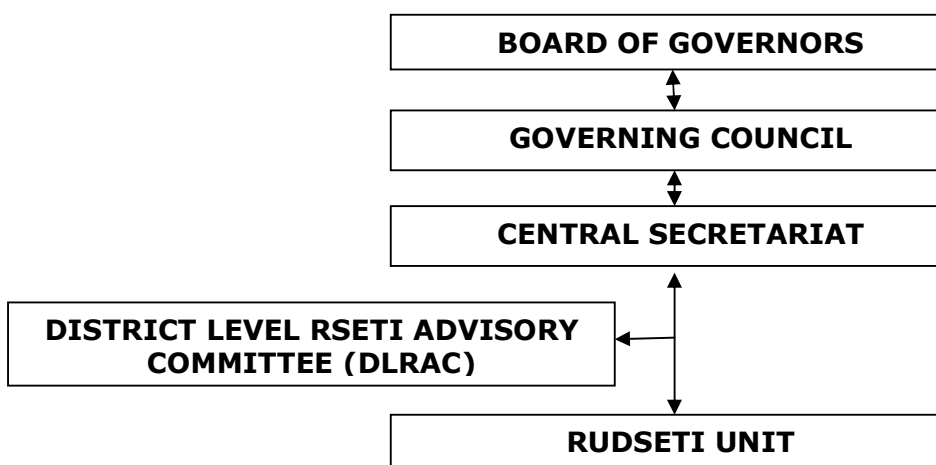 BOARD OF GOVERNORS
GOVERNING COUNCIL
CENTRAL SECRETARIAT
DISTRICT LEVEL RSETI ADVISORY
COMMITTEE (DLRAC)
RUDSETI UNIT